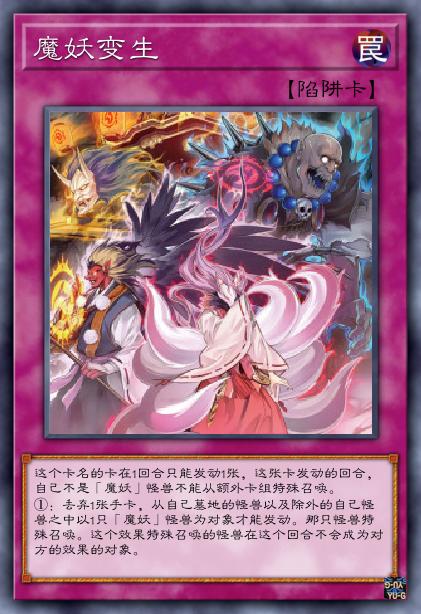 魔妖变生
罠
【陷阱卡】
这个卡名的卡在1回合只能发动1张，这张卡发动的回合，
自己不是「魔妖」怪兽不能从额外卡组特殊召唤。
①：丢弃1张手卡，从自己墓地的怪兽以及除外的自己怪
兽之中以1只「魔妖」怪兽为对象才能发动。那只怪兽特
殊召唤。这个效果特殊召唤的怪兽在这个回合不会成为对
方的效果的对象。